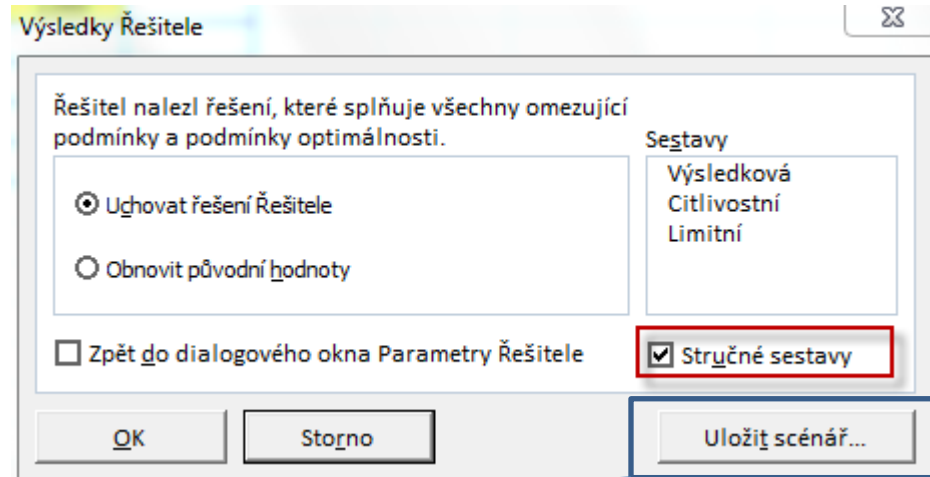 Výsledky Řešitele
Řešitel nalezl řešení, které splňuje všechny omezující
podmínky a podmínky optimálnosti.
Sestavy
Výsledková
Citlivostní
Limitní
Uchovat řešení Řešitele
Obnovit původní hodnoty
Zpět do dialogového okna Parametry Řešitele
Stručné sestavy
OK
Storno
Uložit scénář...